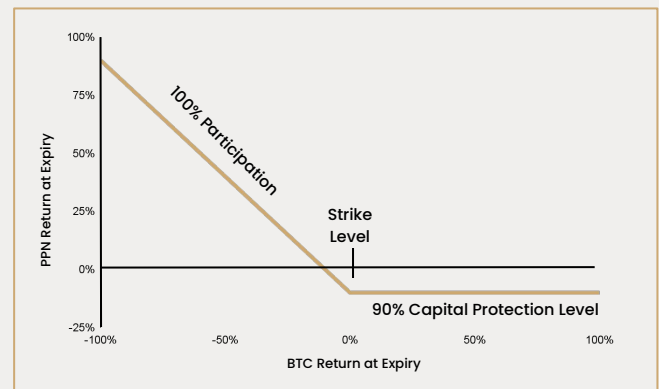 100%
75%
50%
25%
0%
-25%
PPN Return at Expiry
100% Participation
Strike
Level
90% Capital Protection Level
-100%
-50%
0%
50%
100%
BTC Return at Expiry